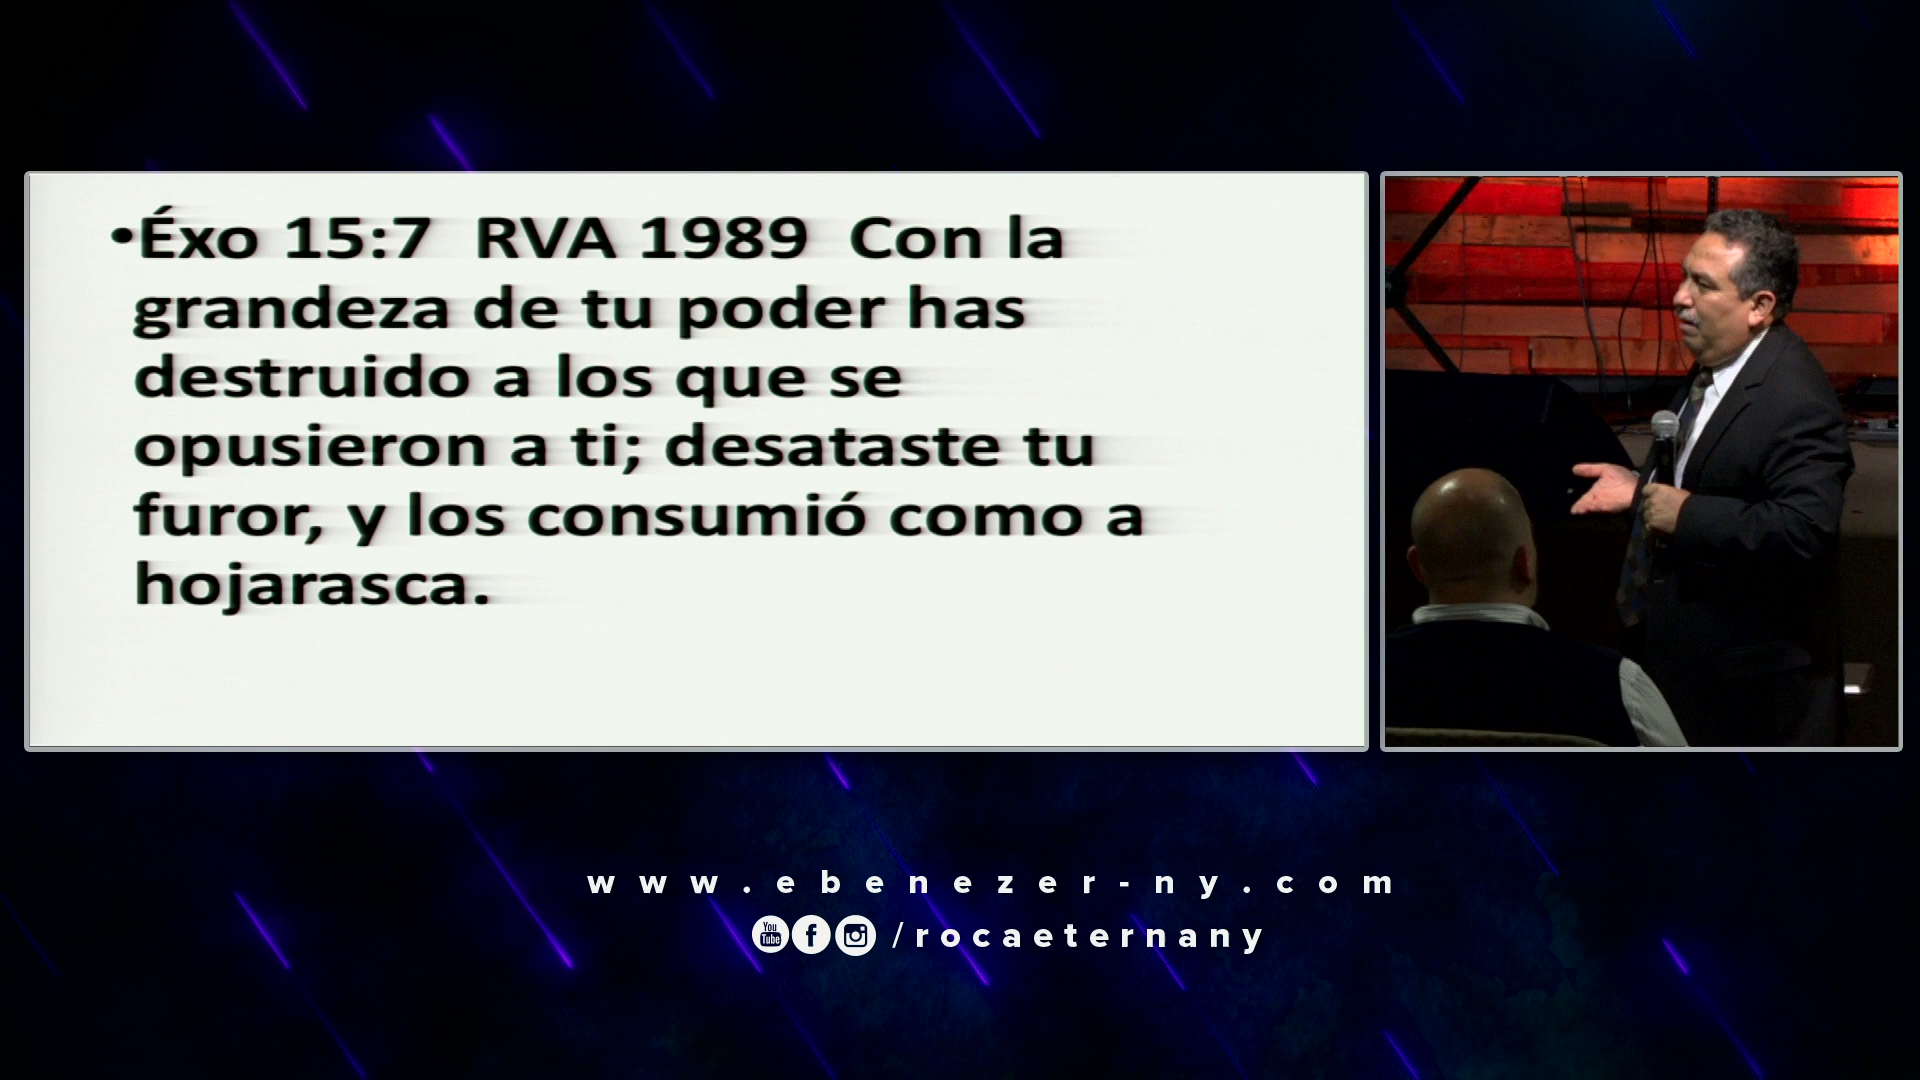 •Éxo 15:7  RVA 1989  Con la
grandeza de tu poder has
destruido a los que se
opusieron a ti; desataste tu
furor, y los consumió como a
hojarasca.
www.ebenezer-ny.com
You Tube f /rocaeternany